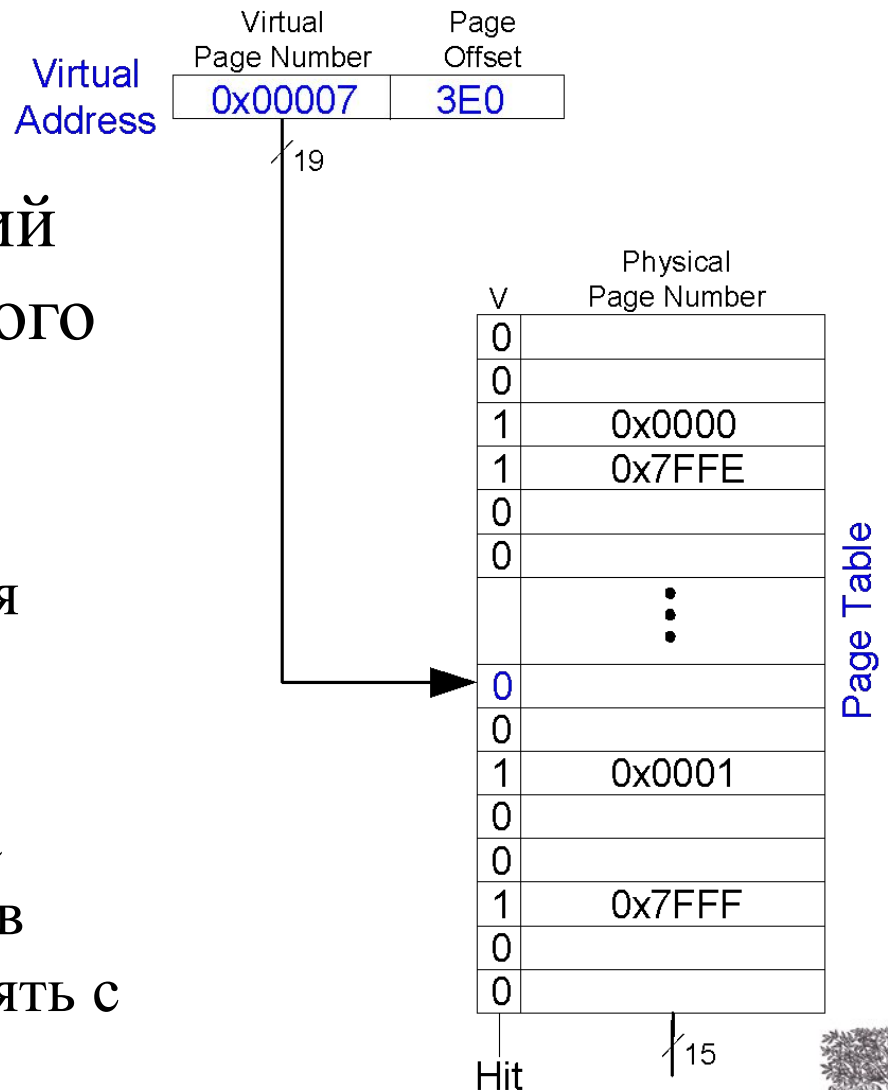 Virtual
Page Number
Page
Offset
Virtual
Address
0x00007 3E0
19
ого
Physical
Page Number
V
0
0
1 0x0000
1 0x7FFE
0
0
я
Page Table
0
0
1 0x0001
0
0
1 0x7FFF
в
0
0
с
15
Hit